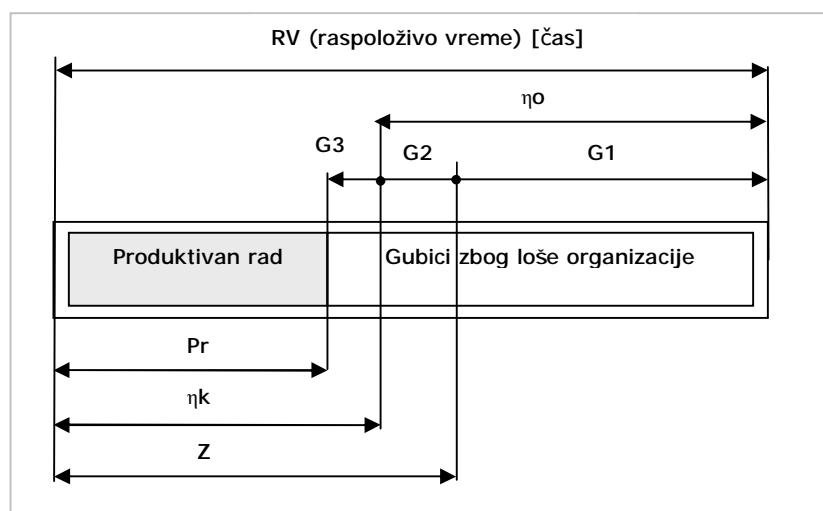 RV (raspoloživo vreme) [čas]
ηo
G3 G2 G1
Produktivan rad Gubici zbog loše organizacije
Pr
ηk
Z